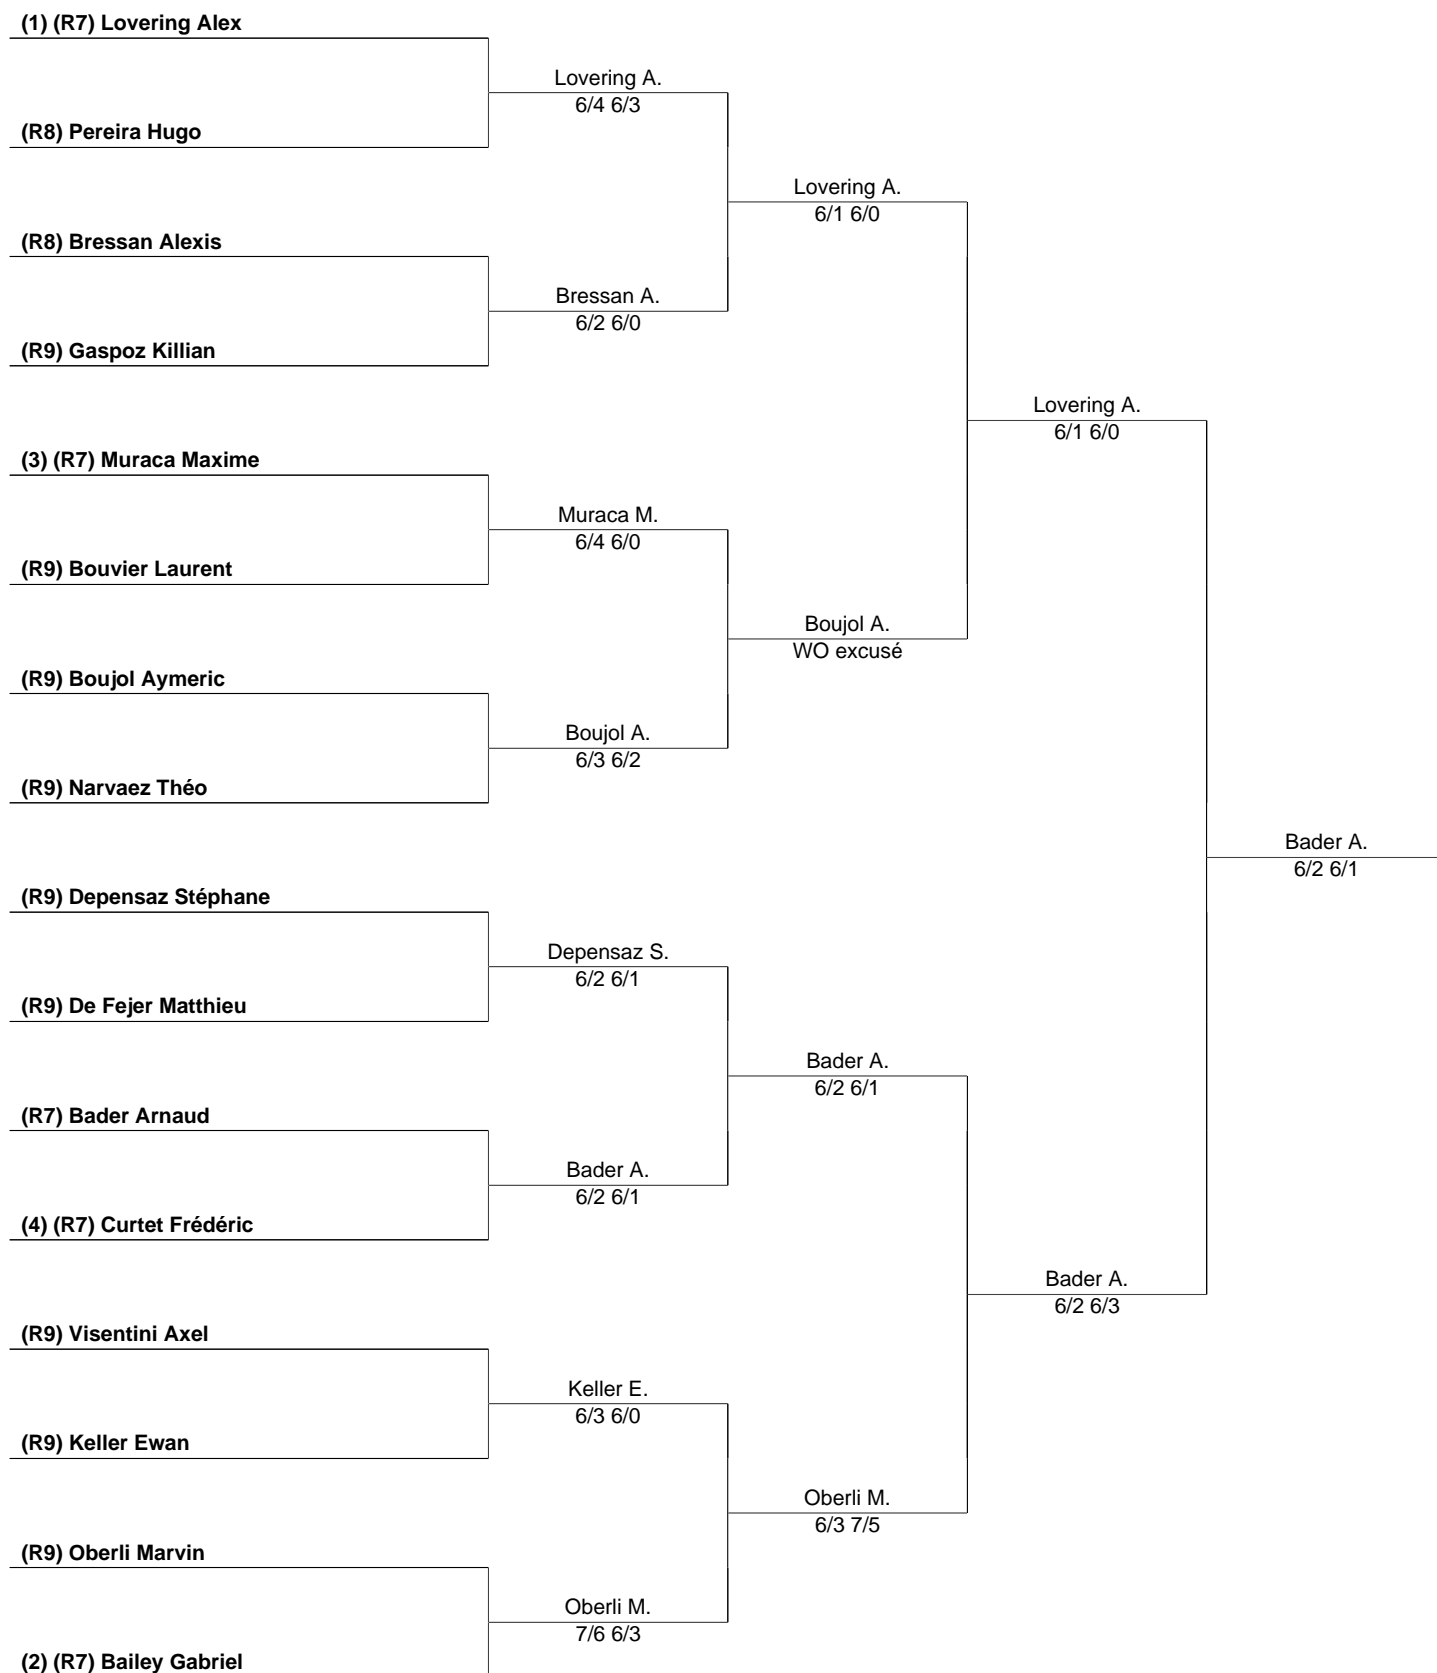 (1) (R7) Lovering Alex
Lovering A.
6/4 6/3
(R8) Pereira Hugo
Lovering A.
6/1 6/0
(R8) Bressan Alexis
Bressan A.
6/2 6/0
(R9) Gaspoz Killian
Lovering A.
6/1 6/0
(3) (R7) Muraca Maxime
Muraca M.
6/4 6/0
(R9) Bouvier Laurent
Boujol A.
WO excusé
(R9) Boujol Aymeric
Boujol A.
6/3 6/2
(R9) Narvaez Théo
Bader A.
6/2 6/1
(R9) Depensaz Stéphane
Depensaz S.
6/2 6/1
(R9) De Fejer Matthieu
Bader A.
6/2 6/1
(R7) Bader Arnaud
Bader A.
6/2 6/1
(4) (R7) Curtet Frédéric
Bader A.
6/2 6/3
(R9) Visentini Axel
Keller E.
6/3 6/0
(R9) Keller Ewan
Oberli M.
6/3 7/5
(R9) Oberli Marvin
Oberli M.
7/6 6/3
(2) (R7) Bailey Gabriel